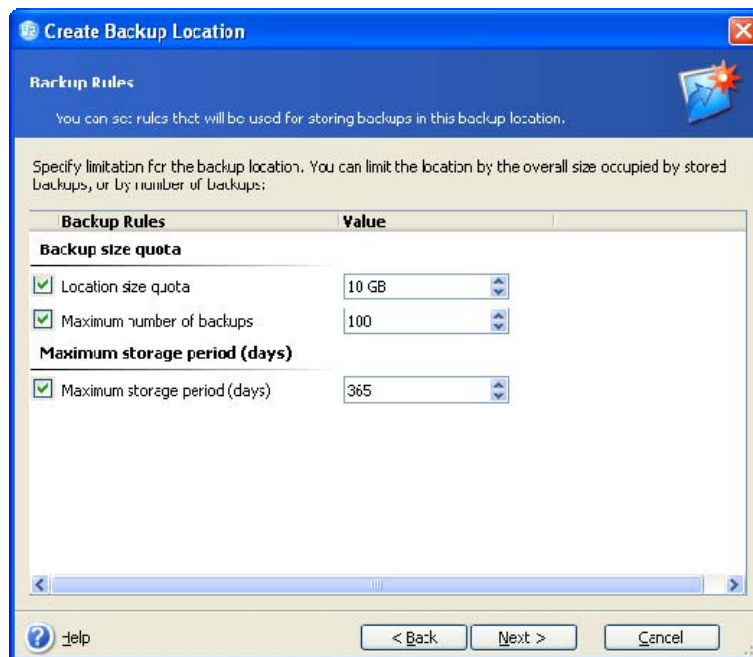 Create Backup Location
Backup Rules
You can set rules that will be used for storing backups in this backup location.
Specify limitation for the backup location. You can limit the location by the overall size occupied by stored
backups, or by number of backups:
Backup Rules Value
Backup size quota
Location size quota 10 GB
Maximum number of backups 100
Maximum storage period (days)
Maximum storage period (days) 365
Help < Back Next > Cancel